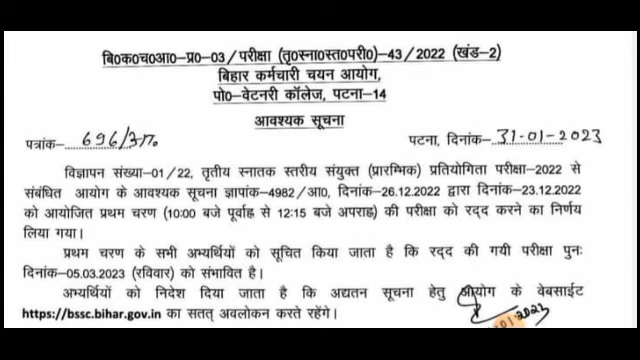 बि०क०च०आ०-प्र०-03/परीक्षा (तृ०स्ना०स्त०परी०)-43/2022 (खंड-2)
बिहार कर्मचारी चयन आयोग,
पो०-वेटनरी कॉलेज, पटना-14
आवश्यक सूचना
पत्रांक- 696/आ०
पटना, दिनांक- 31-01-2023
विज्ञापन संख्या-01/22, तृतीय स्नातक स्तरीय संयुक्त (प्रारम्भिक) प्रतियोगिता परीक्षा-2022 से
संबंधित आयोग के आवश्यक सूचना ज्ञापांक-4982/आ0, दिनांक-26.12.2022 द्वारा दिनांक-23.12.2022
को आयोजित प्रथम चरण (10:00 बजे पूर्वाह्न से 12:15 बजे अपराह्न) की परीक्षा को रद्द करने का निर्णय
लिया गया।
प्रथम चरण के सभी अभ्यर्थियों को सूचित किया जाता है कि रद्द की गयी परीक्षा पुनः
दिनांक-05.03.2023 (रविवार) को संभावित है।
अभ्यर्थियों को निदेश दिया जाता है कि अद्यतन सूचना हेतु आयोग के वेबसाईट
https://bssc.bihar.gov.in का सतत् अवलोकन करते रहेंगे।